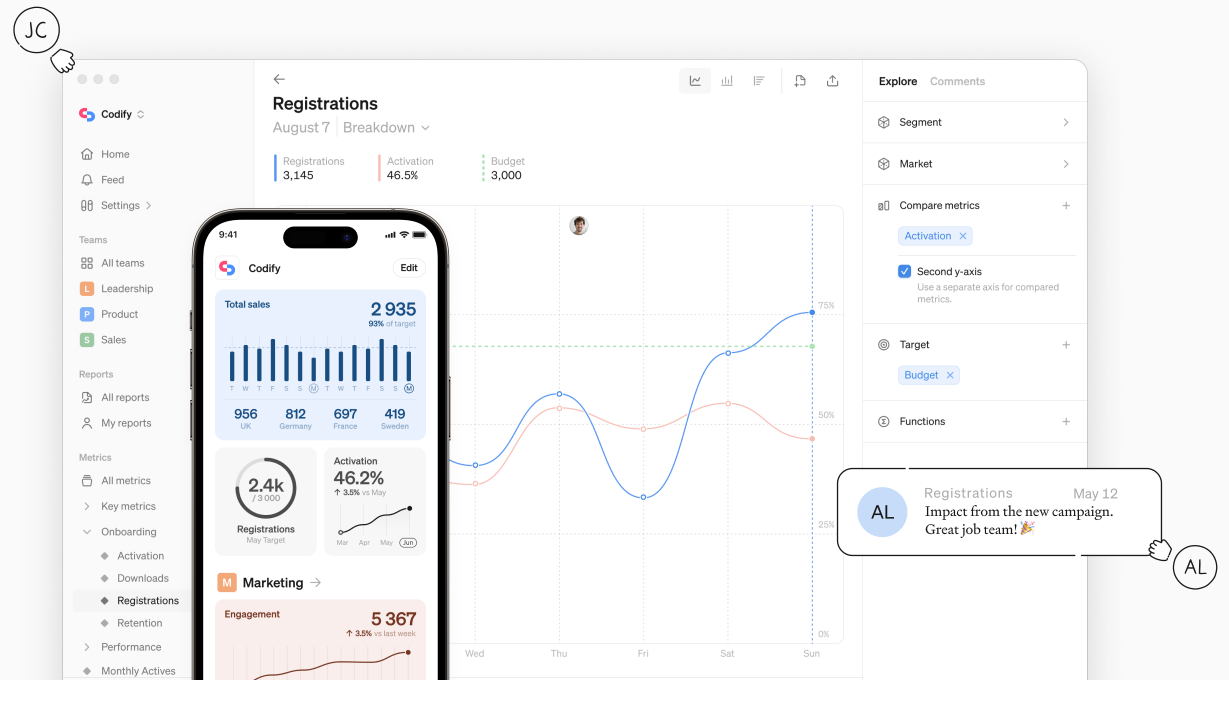 JC
Codify
Home
Feed
Settings
Teams
All teams
L Leadership
P Product
S Sales
Reports
All reports
My reports
Metrics
All metrics
Key metrics
Onboarding
Activation
Downloads
Registrations
Retention
Performance
Monthly Actives
Registrations
August 7 Breakdown
Registrations Activation Budget
3,145 46.5% 3,000
75%
50%
25%
0%
Wed Thu Fri Sat Sun
9:41
Codify Edit
Total sales 2 935
93% of target
T W T F S S M T W T F S S M
956 812 697 419
UK Germany France Sweden
2.4k
/ 3 000
Registrations
May Target
Activation
46.2%
↑ 3.5% vs May
Mar Apr May Jun
M Marketing →
Engagement 5 367
↑ 3.5% vs last week
Explore Comments
Segment
Market
Compare metrics +
Activation ×
Second y-axis
Use a separate axis for compared
metrics.
Target +
Budget ×
Functions +
AL
Registrations May 12
Impact from the new campaign.
Great job team! 🎉
AL